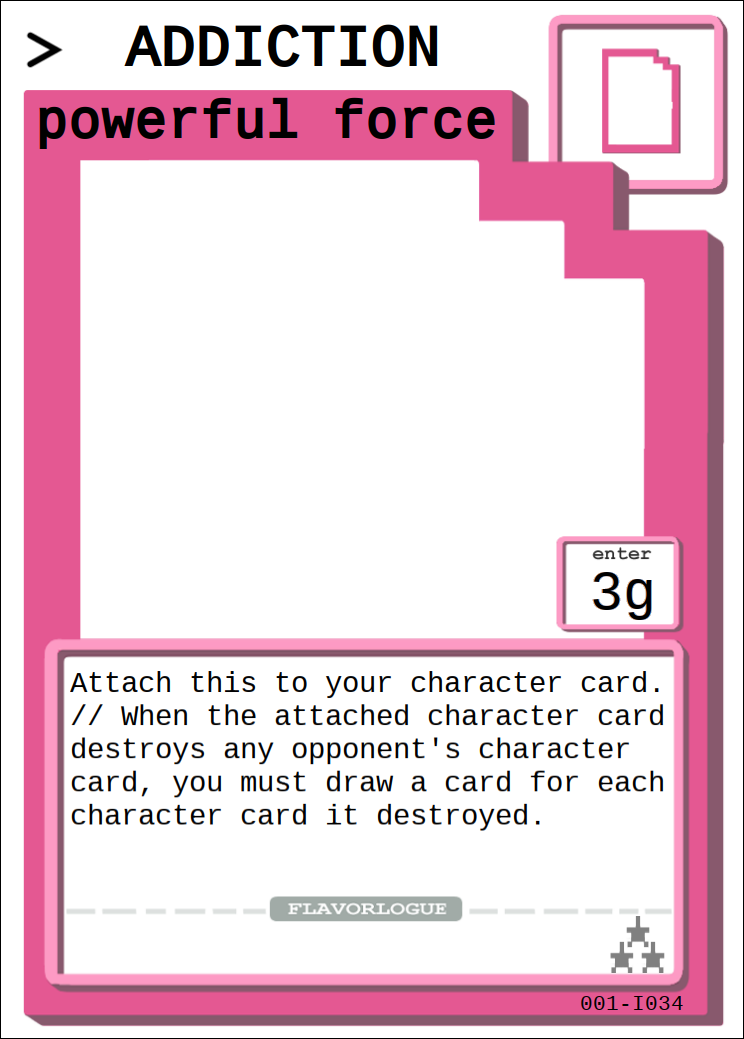 > ADDICTION
powerful force
enter
3g
Attach this to your character card.
// When the attached character card
destroys any opponent's character
card, you must draw a card for each
character card it destroyed.
FLAVORLOGUE
001-I034